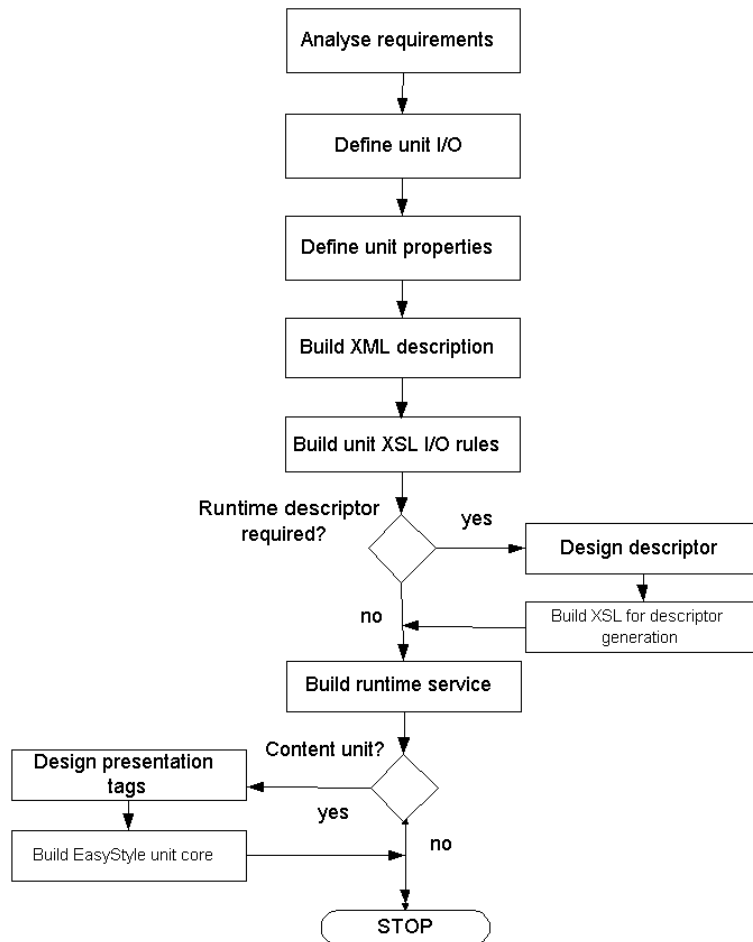 Analyse requirements
Define unit I/O
Define unit properties
Build XML description
Build unit XSL I/O rules
Runtime descriptor
required?
yes
Design descriptor
Build XSL for descriptor
generation
no
Build runtime service
Content unit?
Design presentation
tags
yes
Build EasyStyle unit core
no
STOP